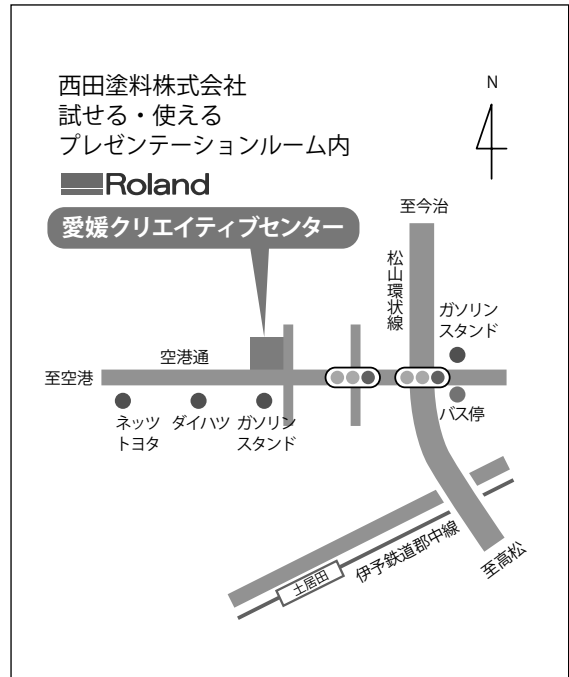 西田塗料株式会社
試せる・使える
プレゼンテーションルーム内
Roland
愛媛クリエイティブセンター
N
至今治
松山環状線
ガソリン
スタンド
空港通
至空港
バス停
ネッツ
トヨタ
ダイハツ
ガソリン
スタンド
伊予鉄道郡中線
土居田
至高松